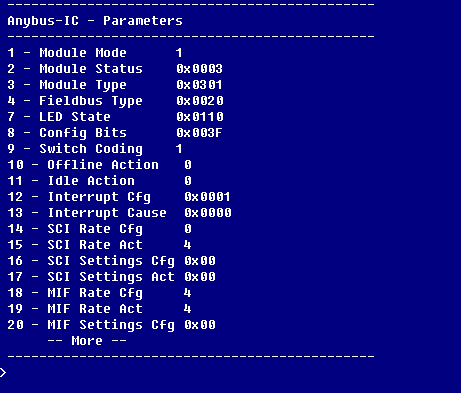 ----------------------------------------------
Anybus-IC - Parameters
----------------------------------------------
1 - Module Mode      1
2 - Module Status    0x0003
3 - Module Type      0x0301
4 - Fieldbus Type    0x0020
7 - LED State        0x0110
8 - Config Bits      0x003F
9 - Switch Coding    1
10 - Offline Action   0
11 - Idle Action      0
12 - Interrupt Cfg    0x0001
13 - Interrupt Cause  0x0000
14 - SCI Rate Cfg     0
15 - SCI Rate Act     4
16 - SCI Settings Cfg 0x00
17 - SCI Settings Act 0x00
18 - MIF Rate Cfg     4
19 - MIF Rate Act     4
20 - MIF Settings Cfg 0x00
     -- More --
----------------------------------------------
>